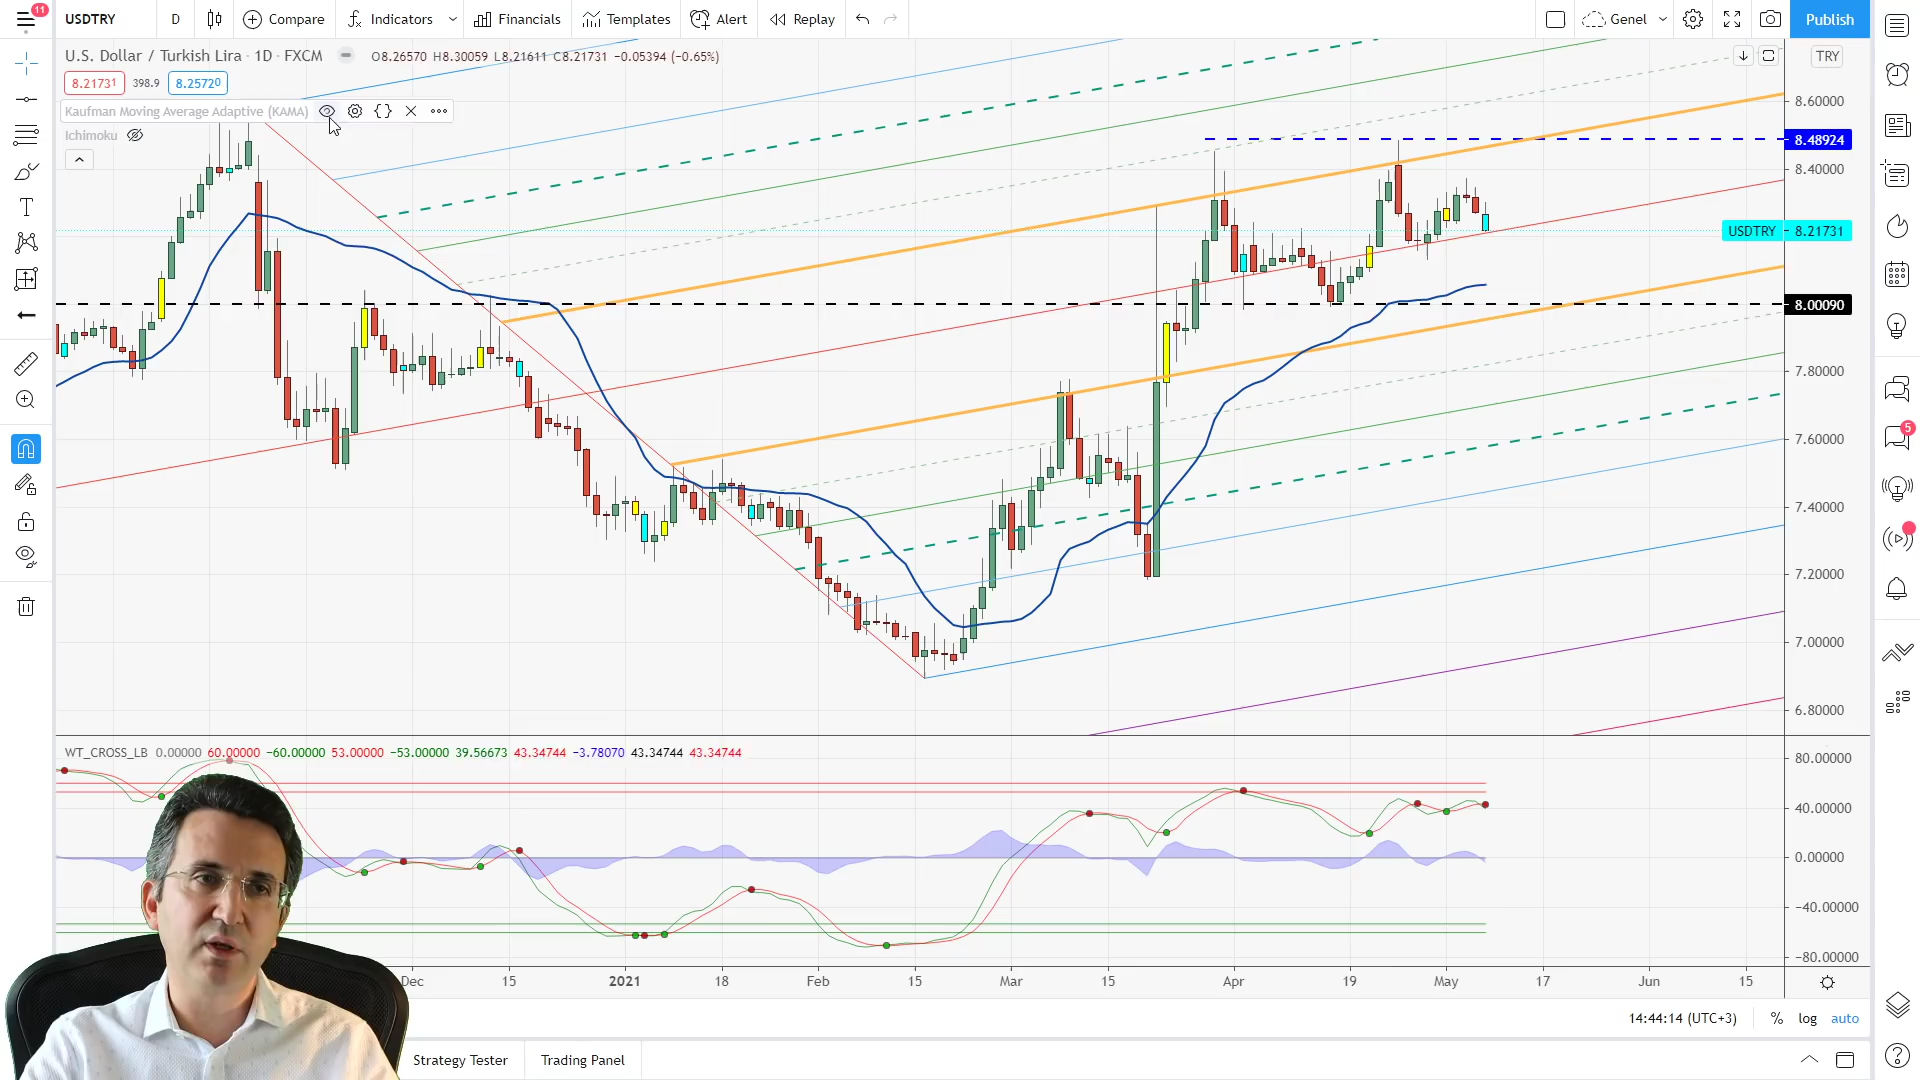 11
USDTRY D Compare Indicators Financials Templates Alert Replay Genel Publish
U.S. Dollar / Turkish Lira · 1D · FXCM O8.26570 H8.30059 L8.21611 C8.21731 −0.05394 (−0.65%)
TRY
8.21731 398.9 8.25720
Kaufman Moving Average Adaptive (KAMA)
Ichimoku
8.60000
8.48924
8.40000
USDTRY 8.21731
8.00090
7.80000
7.60000
5
7.40000
7.20000
7.00000
6.80000
WT_CROSS_LB 0.00000 60.00000 −60.00000 53.00000 −53.00000 39.56673 43.34744 −3.78070 43.34744 43.34744
80.00000
40.00000
0.00000
−40.00000
−80.00000
Dec 15 2021 18 Feb 15 Mar 15 Apr 19 May 17 Jun 15
14:44:14 (UTC+3) % log auto
Strategy Tester Trading Panel